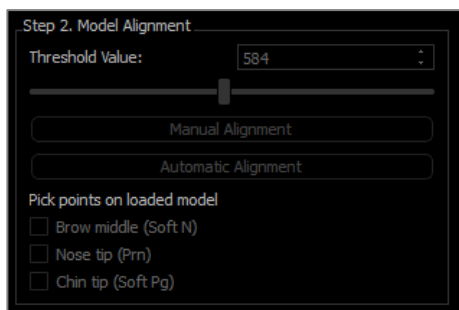 Step 2. Model Alignment
Threshold Value: 584
Manual Alignment
Automatic Alignment
Pick points on loaded model
Brow middle (Soft N)
Nose tip (Prn)
Chin tip (Soft Pg)